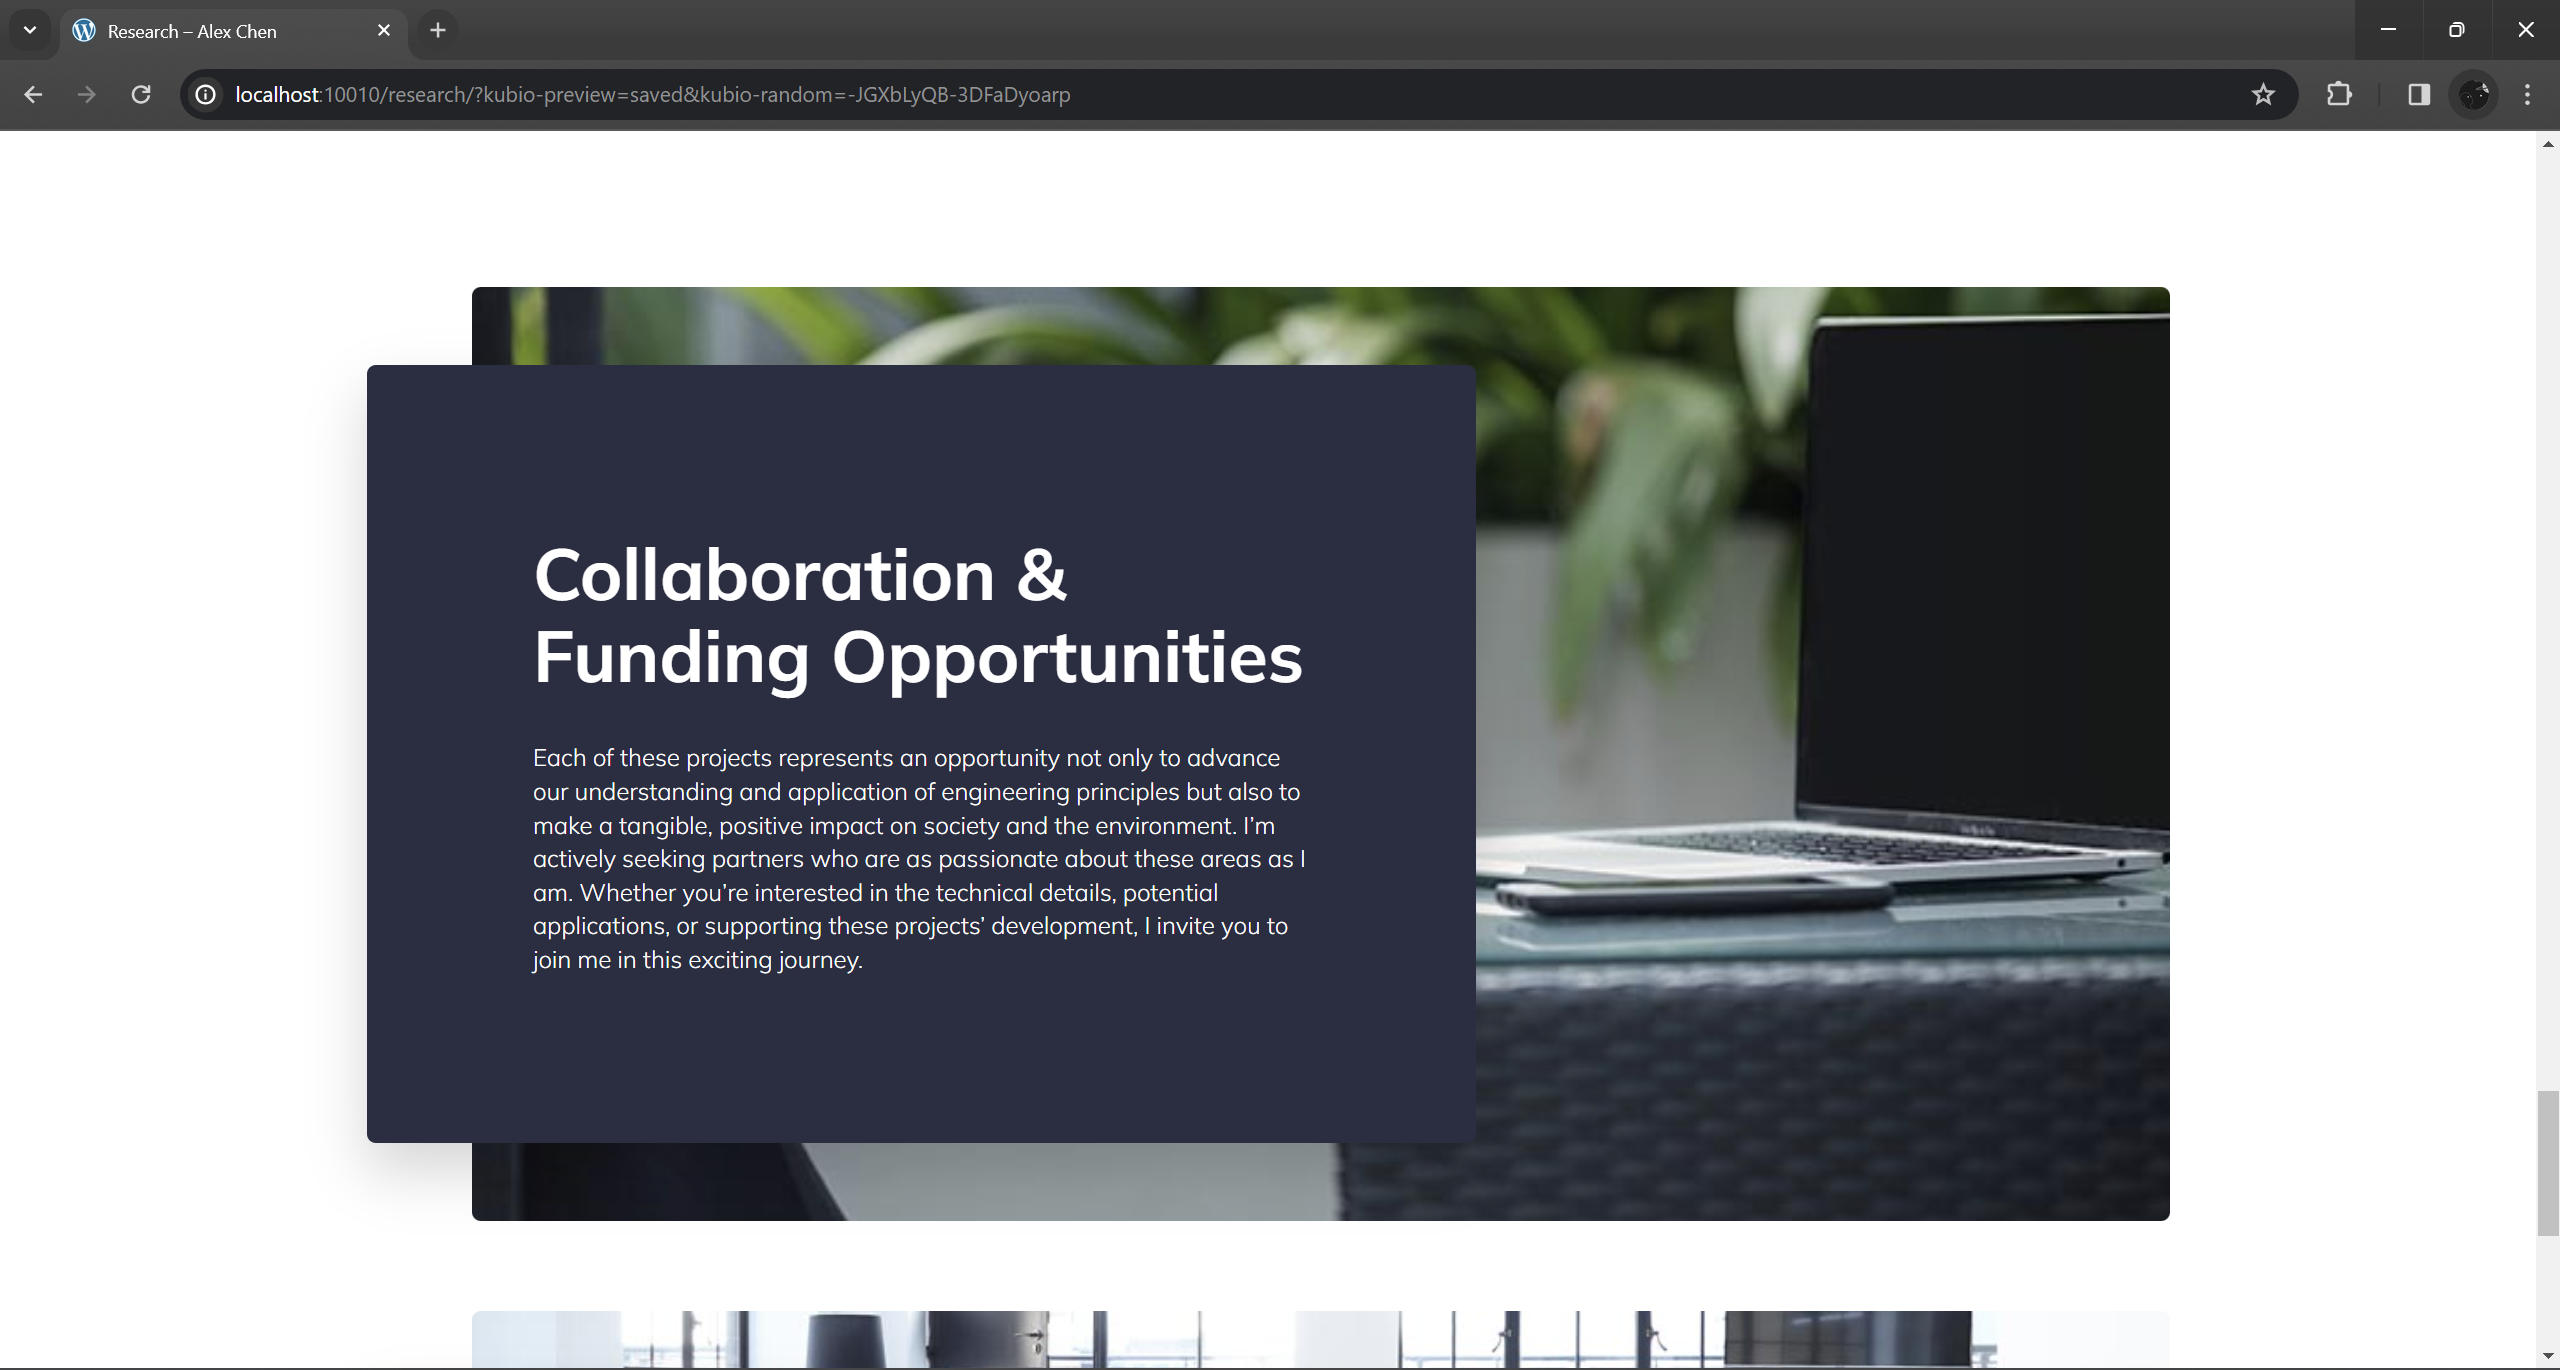 Research – Alex Chen
localhost:10010/research/?kubio-preview=saved&kubio-random=-JGXbLyQB-3DFaDyoarp
Collaboration &
Funding Opportunities
Each of these projects represents an opportunity not only to advance
our understanding and application of engineering principles but also to
make a tangible, positive impact on society and the environment. I’m
actively seeking partners who are as passionate about these areas as I
am. Whether you’re interested in the technical details, potential
applications, or supporting these projects’ development, I invite you to
join me in this exciting journey.